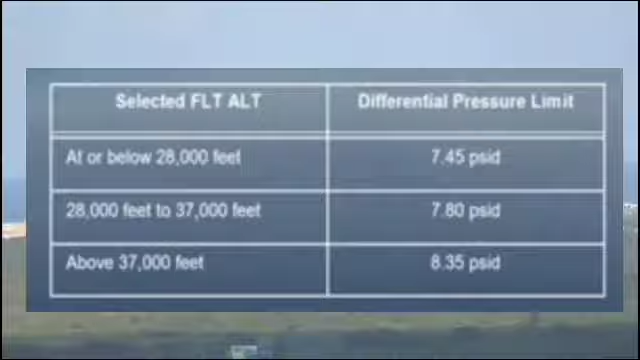 Selected FLT ALT Differential Pressure Limit
At or below 28,000 feet 7.45 psid
28,000 feet to 37,000 feet 7.80 psid
Above 37,000 feet 8.35 psid